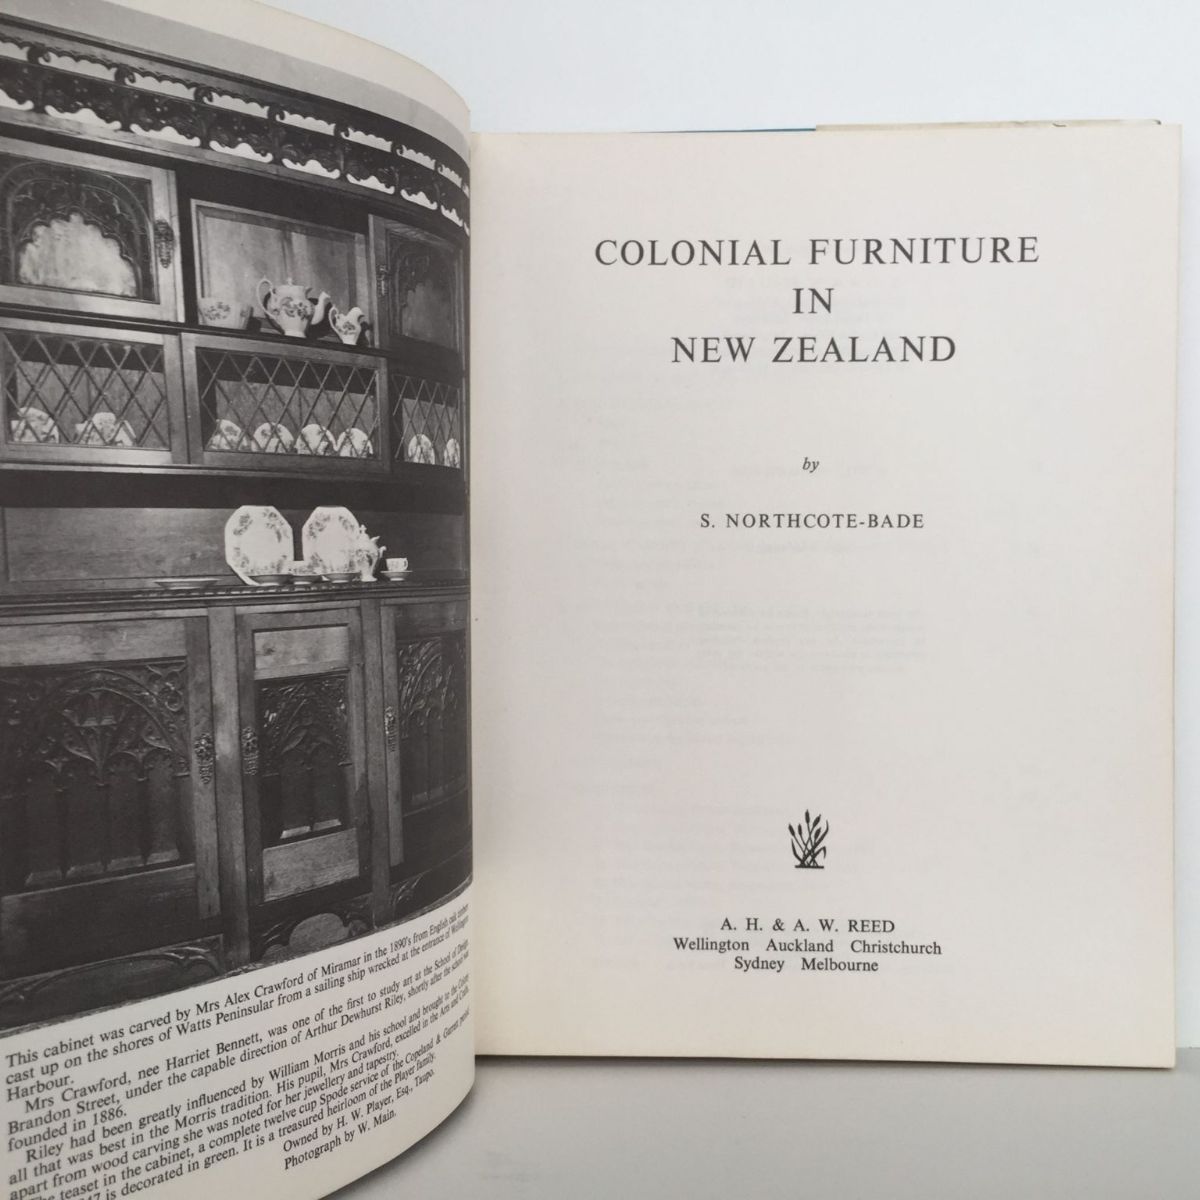 This cabinet was carved by Mrs Alex Crawford of Miramar in the 1890's from English oak timber
cast up on the shores of Watts Peninsular from a sailing ship wrecked at the entrance of Wellington
Harbour.
Mrs Crawford, nee Harriet Bennett, was one of the first to study art at the School of Design,
Brandon Street, under the capable direction of Arthur Dewhurst Riley, shortly after the school was
founded in 1886.
Riley had been greatly influenced by William Morris and his school and brought to the Colony
all that was best in the Morris tradition. His pupil, Mrs Crawford, excelled in the Arts and Crafts,
apart from wood carving she was noted for her jewellery and tapestry.
The teaset in the cabinet, a complete twelve cup Spode service of the Copeland & Garrett period,
47 is decorated in green. It is a treasured heirloom of the Player family.
Owned by H. W. Player, Esq., Taupo.
Photograph by W. Main.
COLONIAL FURNITURE
IN
NEW ZEALAND
by
S. NORTHCOTE-BADE
A. H. & A. W. REED
Wellington Auckland Christchurch
Sydney Melbourne